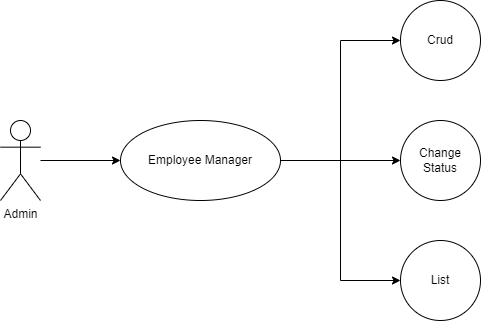 Crud
Employee Manager
Change
Status
Admin
List